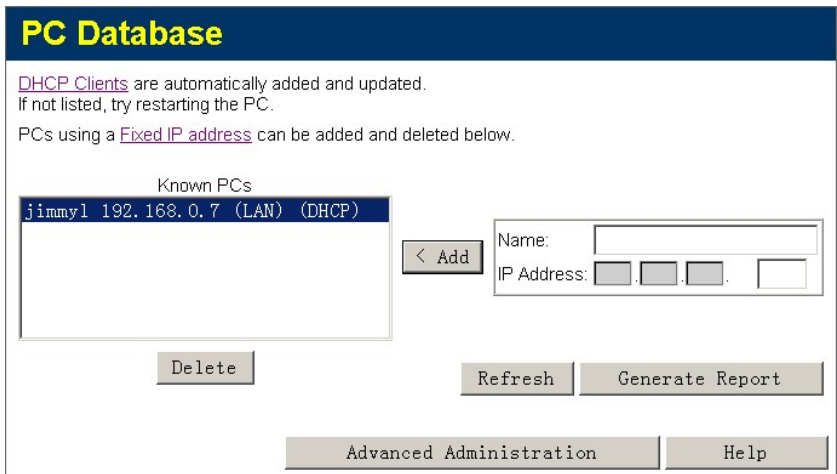 PC Database
DHCP Clients are automatically added and updated.
If not listed, try restarting the PC.
PCs using a Fixed IP address can be added and deleted below.
Known PCs
jimmyl 192.168.0.7 (LAN) (DHCP)
< Add
Name:
IP Address: . . .
Delete
Refresh
Generate Report
Advanced Administration
Help